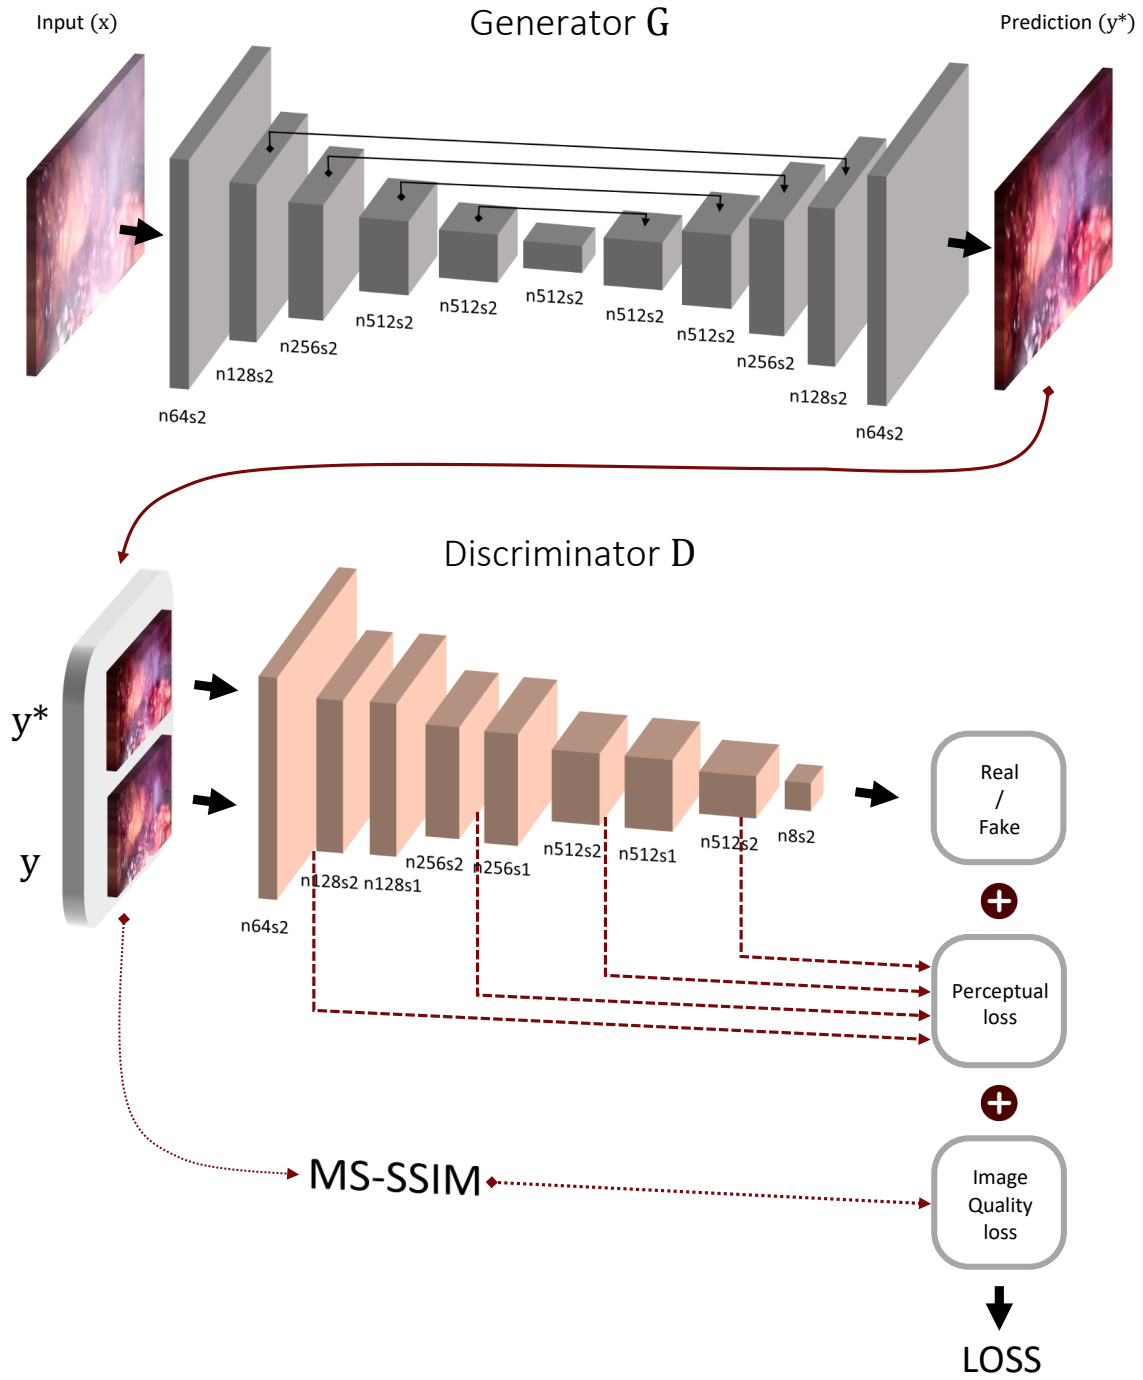 Input (x)
Generator G
Prediction (y*)
n64s2
n128s2
n256s2
n512s2
n512s2
n512s2
n512s2
n512s2
n256s2
n128s2
n64s2
Discriminator D
y*
y
n64s2
n128s2
n128s1
n256s2
n256s1
n512s2
n512s1
n512s2
n8s2
Real
/
Fake
Perceptual
loss
MS-SSIM
Image
Quality
loss
LOSS